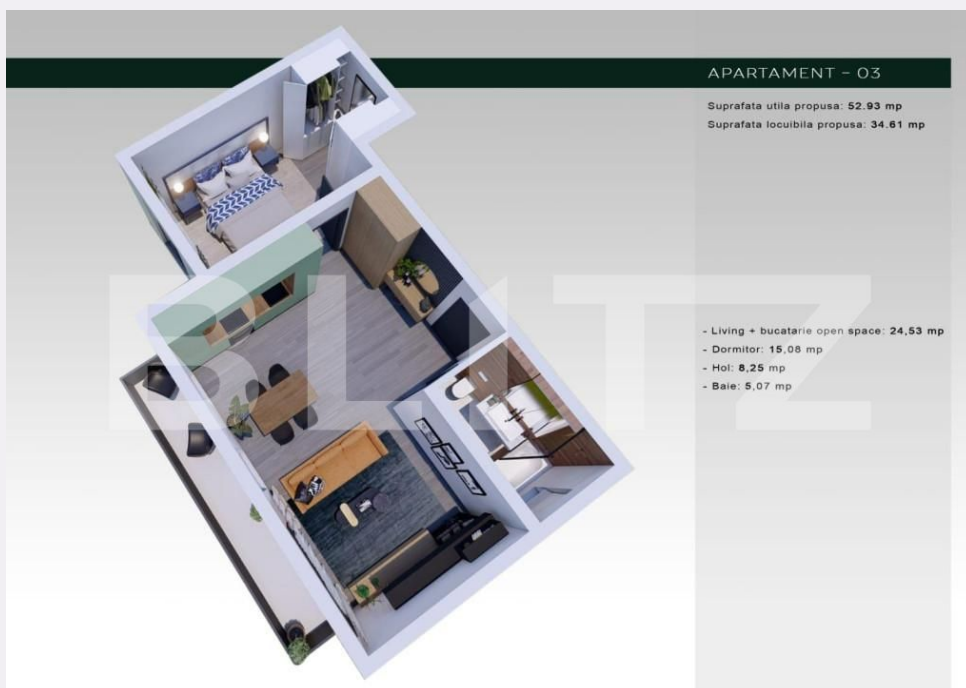 APARTAMENT - 03
Suprafata utila propusa: 52.93 mp
Suprafata locuibila propusa: 34.61 mp
BLITZ
- Living + bucatarie open space: 24,53 mp
- Dormitor: 15,08 mp
- Hol: 8,25 mp
- Baie: 5,07 mp